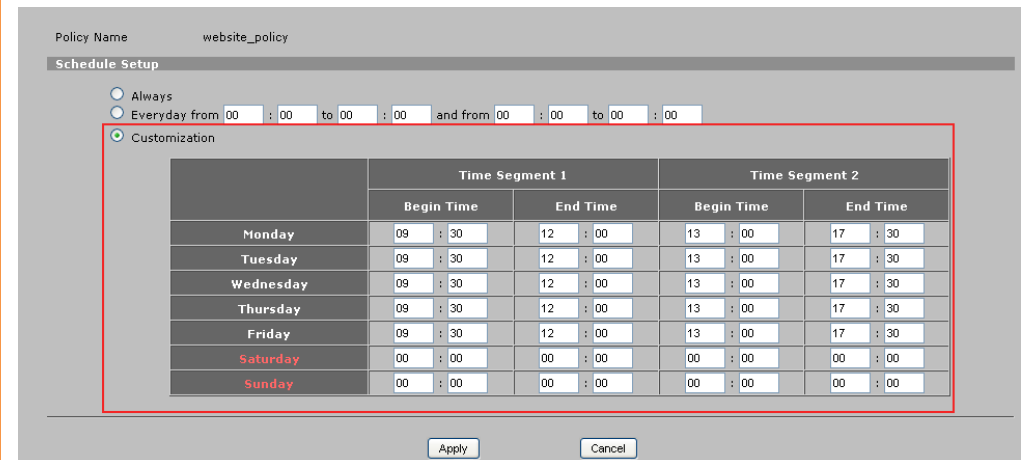 Policy Name website_policy
Schedule Setup
Always
Everyday from 00 : 00 to 00 : 00 and from 00 : 00 to 00 : 00
Customization
Time Segment 1 Time Segment 2
Begin Time End Time Begin Time End Time
Monday 09 : 30 12 : 00 13 : 00 17 : 30
Tuesday 09 : 30 12 : 00 13 : 00 17 : 30
Wednesday 09 : 30 12 : 00 13 : 00 17 : 30
Thursday 09 : 30 12 : 00 13 : 00 17 : 30
Friday 09 : 30 12 : 00 13 : 00 17 : 30
Saturday 00 : 00 00 : 00 00 : 00 00 : 00
Sunday 00 : 00 00 : 00 00 : 00 00 : 00
Apply Cancel